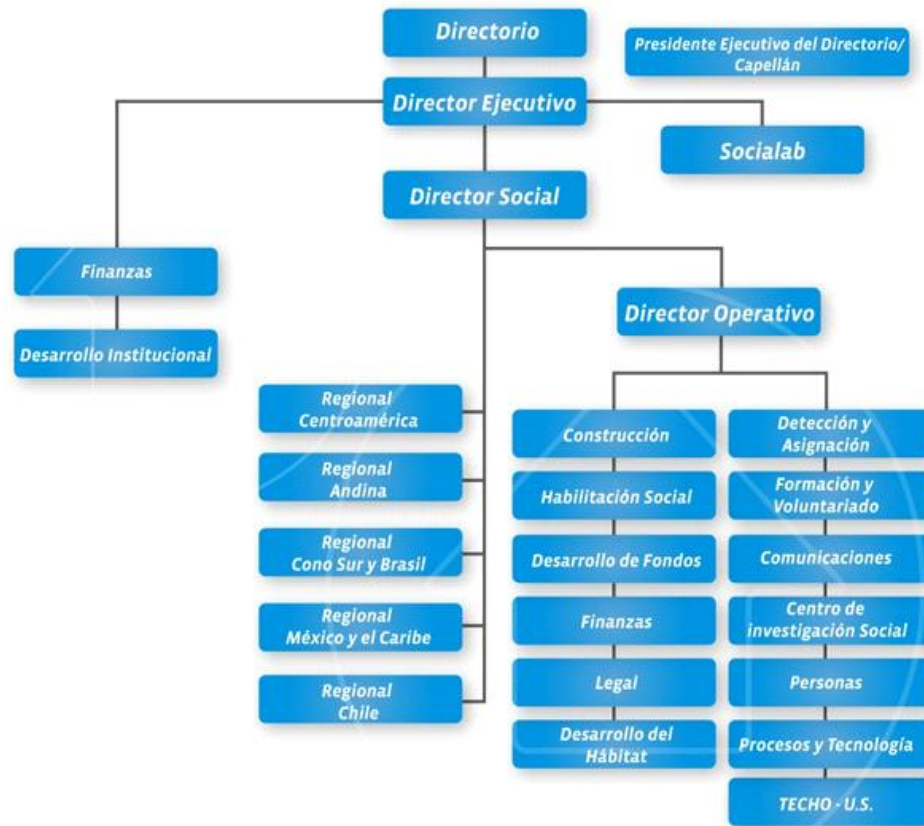 Directorio
Presidente Ejecutivo del Directorio/
Capellán
Director Ejecutivo
Socialab
Director Social
Finanzas
Desarrollo Institucional
Director Operativo
Regional
Centroamérica
Regional
Andina
Regional
Cono Sur y Brasil
Regional
México y el Caribe
Regional
Chile
Construcción
Habilitación Social
Desarrollo de Fondos
Finanzas
Legal
Desarrollo del
Hábitat
Detección y
Asignación
Formación y
Voluntariado
Comunicaciones
Centro de
investigación Social
Personas
Procesos y Tecnología
TECHO - U.S.